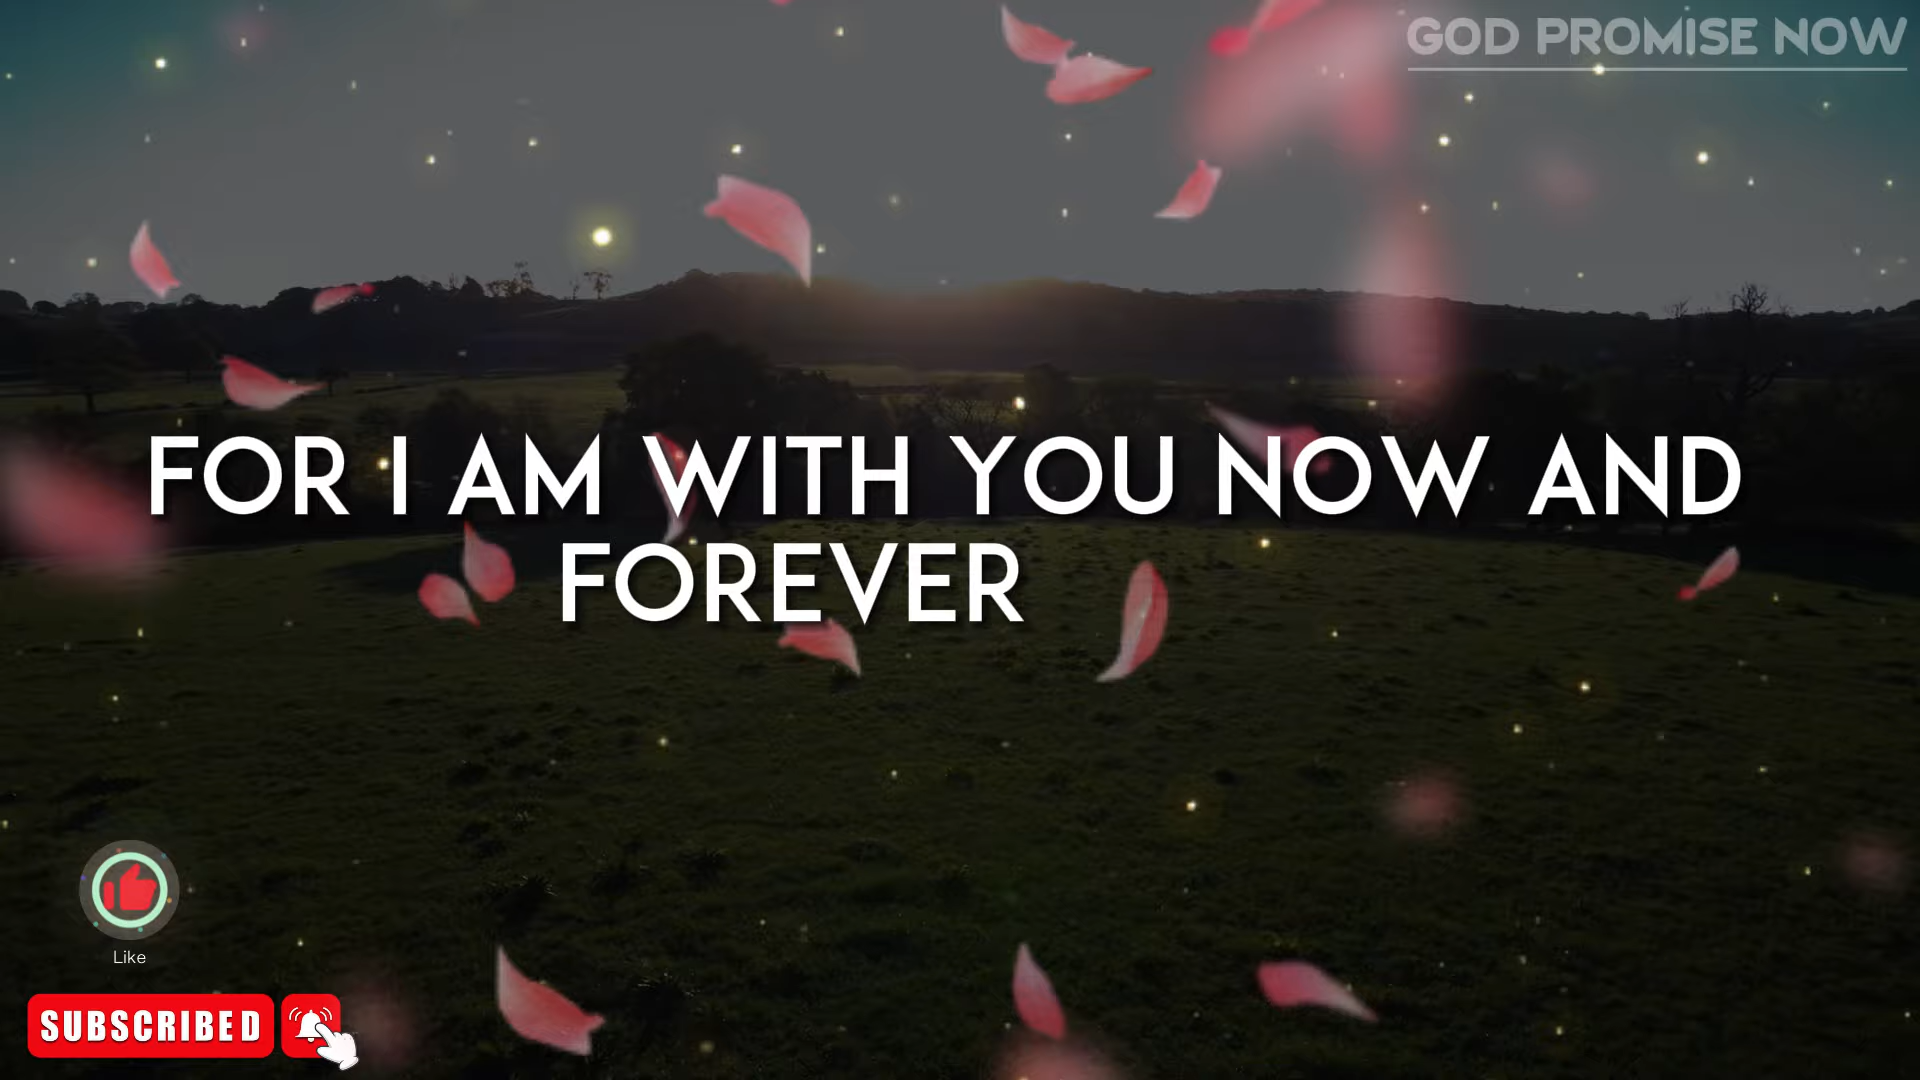 GOD PROMISE NOW
FOR I AM WITH YOU NOW AND
FOREVER
Like
SUBSCRIBED